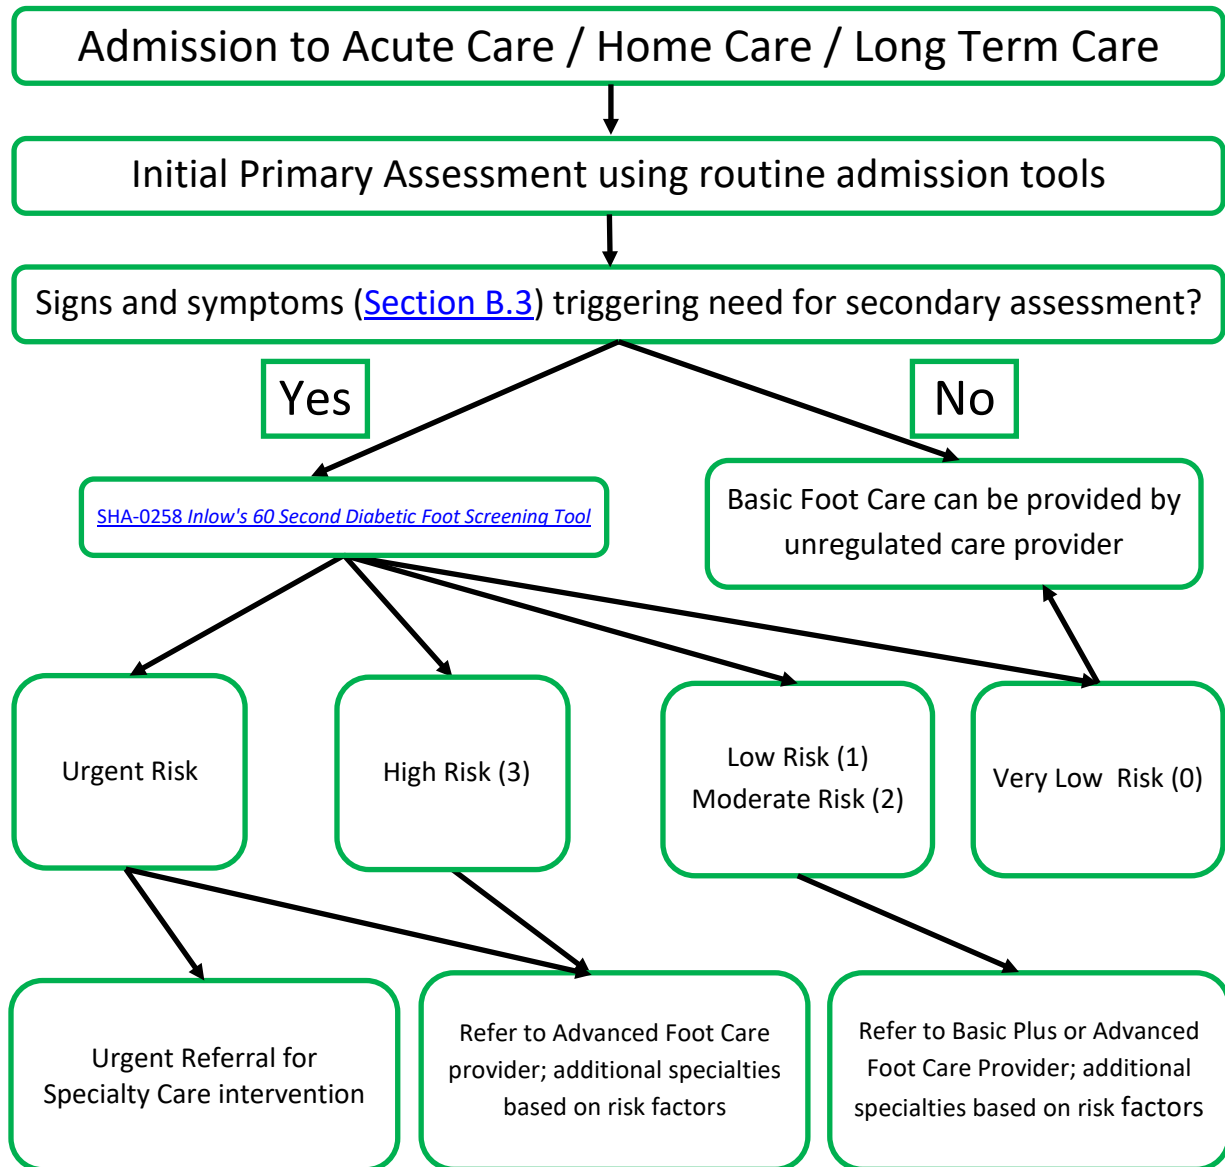 Admission to Acute Care / Home Care / Long Term Care
Initial Primary Assessment using routine admission tools
Signs and symptoms (Section B.3) triggering need for secondary assessment?
Yes
No
SHA-0258 Inlow's 60 Second Diabetic Foot Screening Tool
Basic Foot Care can be provided by
unregulated care provider
Urgent Risk
High Risk (3)
Low Risk (1)
Moderate Risk (2)
Very Low Risk (0)
Urgent Referral for
Specialty Care intervention
Refer to Advanced Foot Care
provider; additional specialties
based on risk factors
Refer to Basic Plus or Advanced
Foot Care Provider; additional
specialties based on risk factors